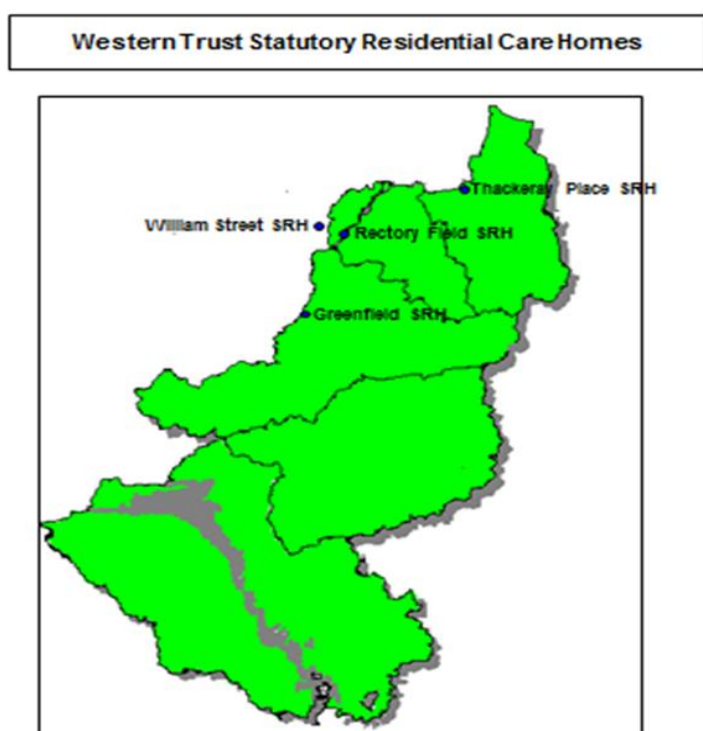 Western Trust Statutory Residential Care Homes
Thackeray Place SRH
William Street SRH
Rectory Field SRH
Greenfield SRH